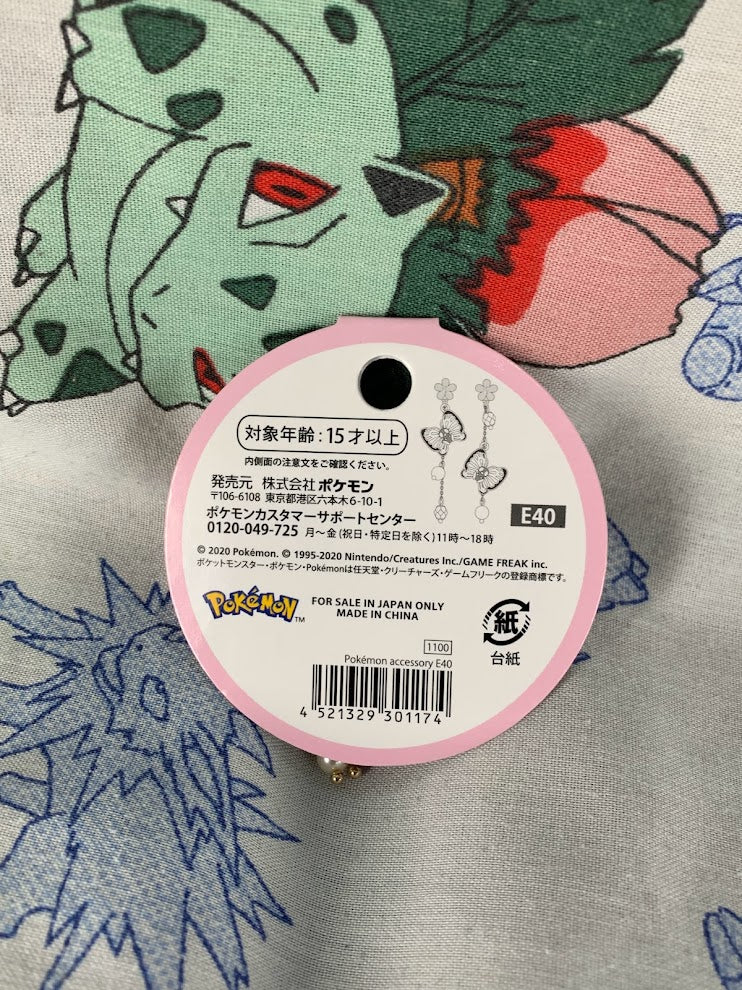 対象年齢：15才以上
内側面の注意文をご確認ください。
発売元 株式会社ポケモン
〒106-6108 東京都港区六本木6-10-1
ポケモンカスタマーサポートセンター
0120-049-725 月～金(祝日・特定日を除く)11時～18時
E40
© 2020 Pokémon. © 1995-2020 Nintendo/Creatures Inc./GAME FREAK inc.
ポケットモンスター・ポケモン・Pokémonは任天堂・クリーチャーズ・ゲームフリークの登録商標です。
POKéMON TM
FOR SALE IN JAPAN ONLY
MADE IN CHINA
紙
台紙
1100
Pokémon accessory E40
4 521329 301174